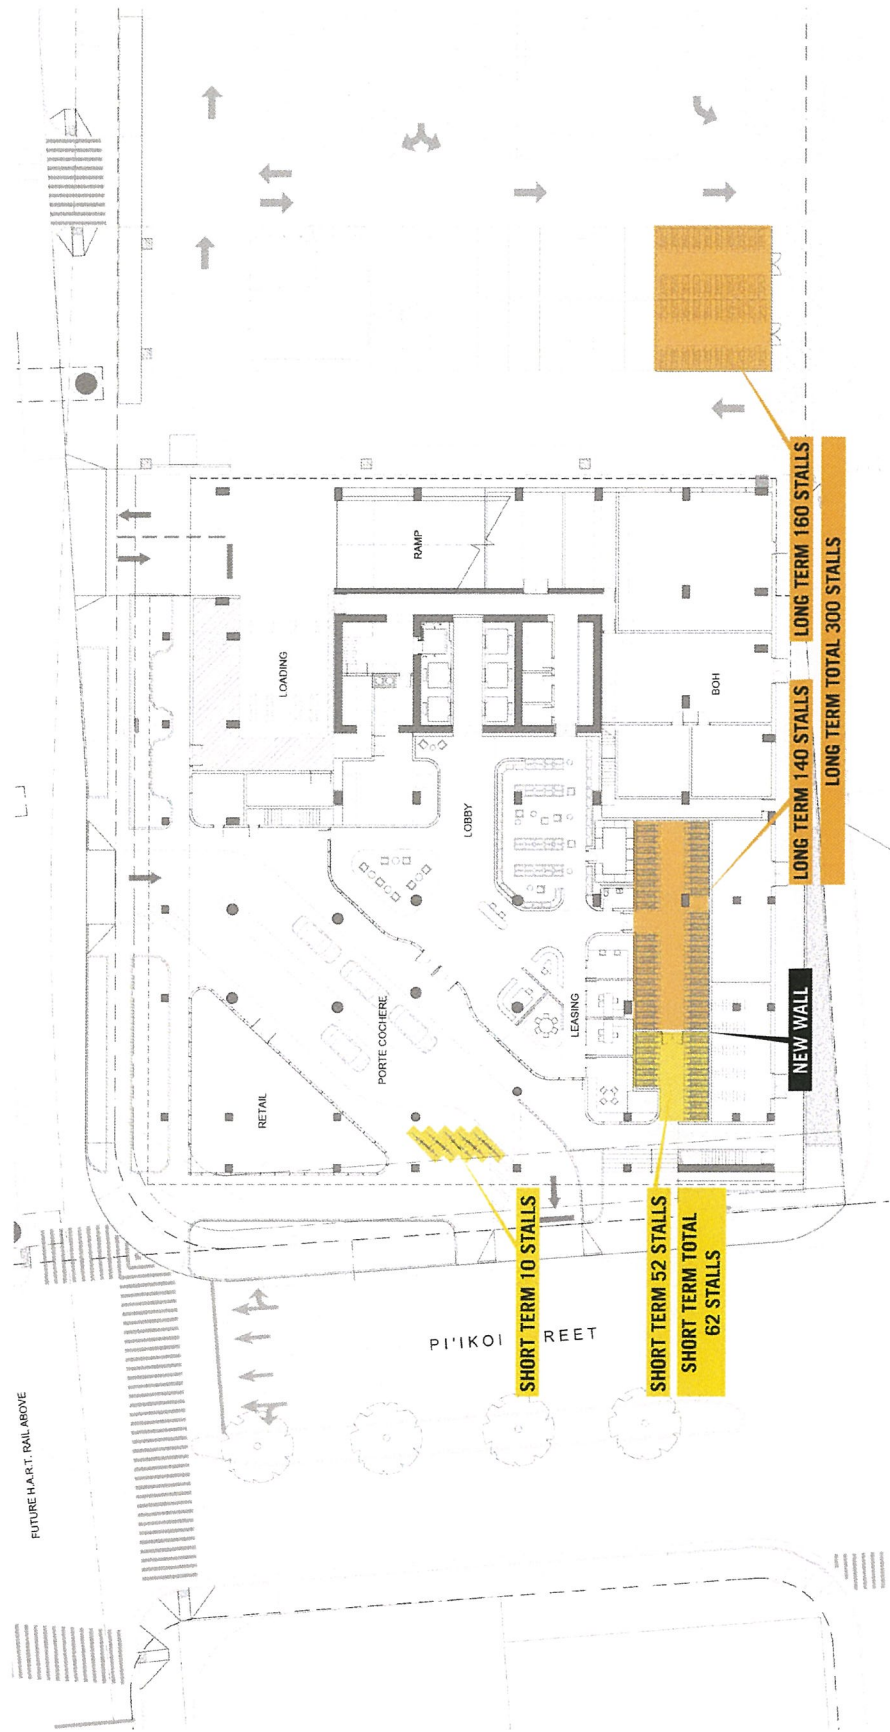 FUTURE H.A.R.T. RAIL ABOVE
LOADING
RAMP
RETAIL
PORTE COCHERE
LOBBY
LEASING
BOH
PI'IKOI
REET
SHORT TERM 10 STALLS
SHORT TERM 52 STALLS
SHORT TERM TOTAL
62 STALLS
NEW WALL
LONG TERM 140 STALLS
LONG TERM 160 STALLS
LONG TERM TOTAL 300 STALLS